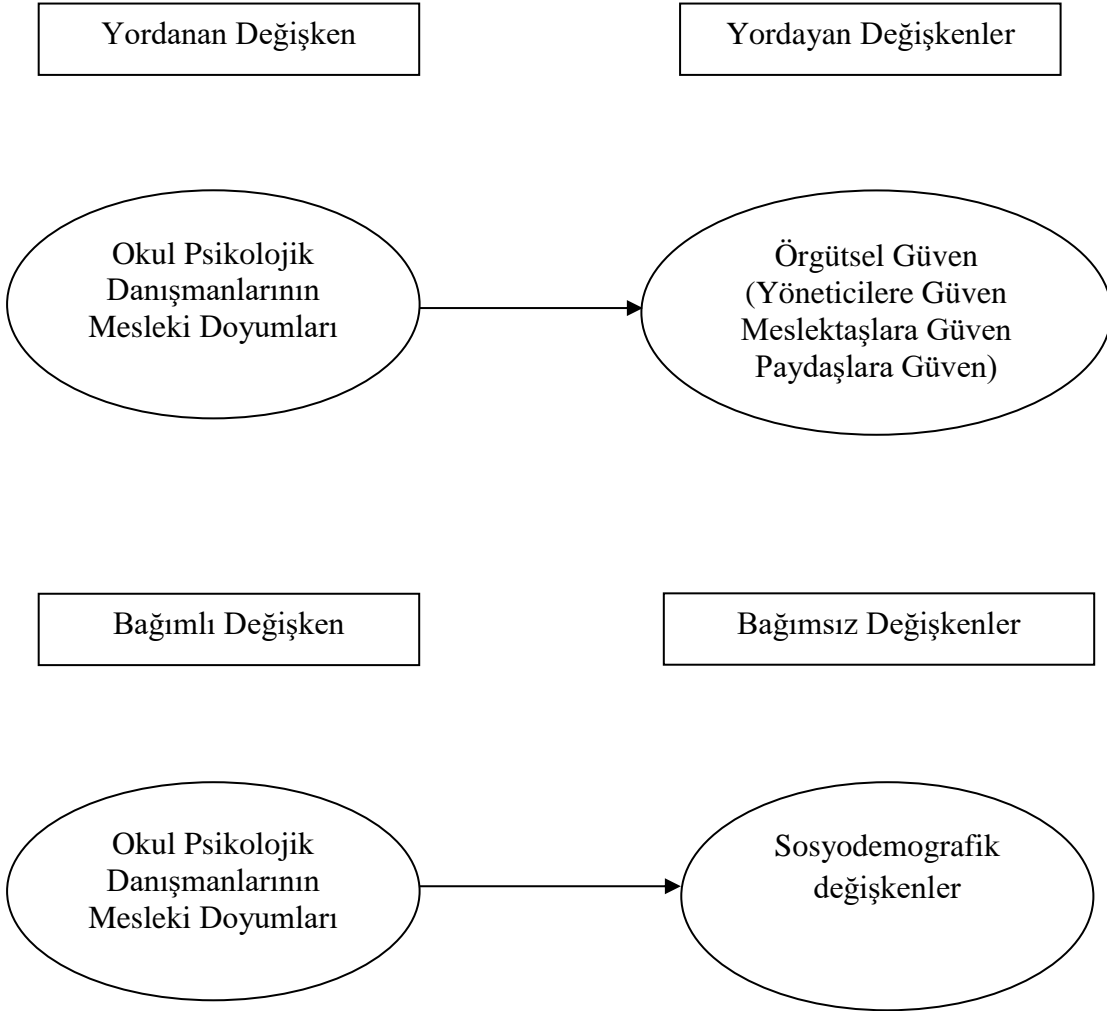 Yordanan Değişken
Yordayan Değişkenler
Okul Psikolojik
Danışmanlarının
Mesleki Doyumları
Örgütsel Güven
(Yöneticilere Güven
Meslektaşlara Güven
Paydaşlara Güven)
Bağımlı Değişken
Bağımsız Değişkenler
Okul Psikolojik
Danışmanlarının
Mesleki Doyumları
Sosyodemografik
değişkenler